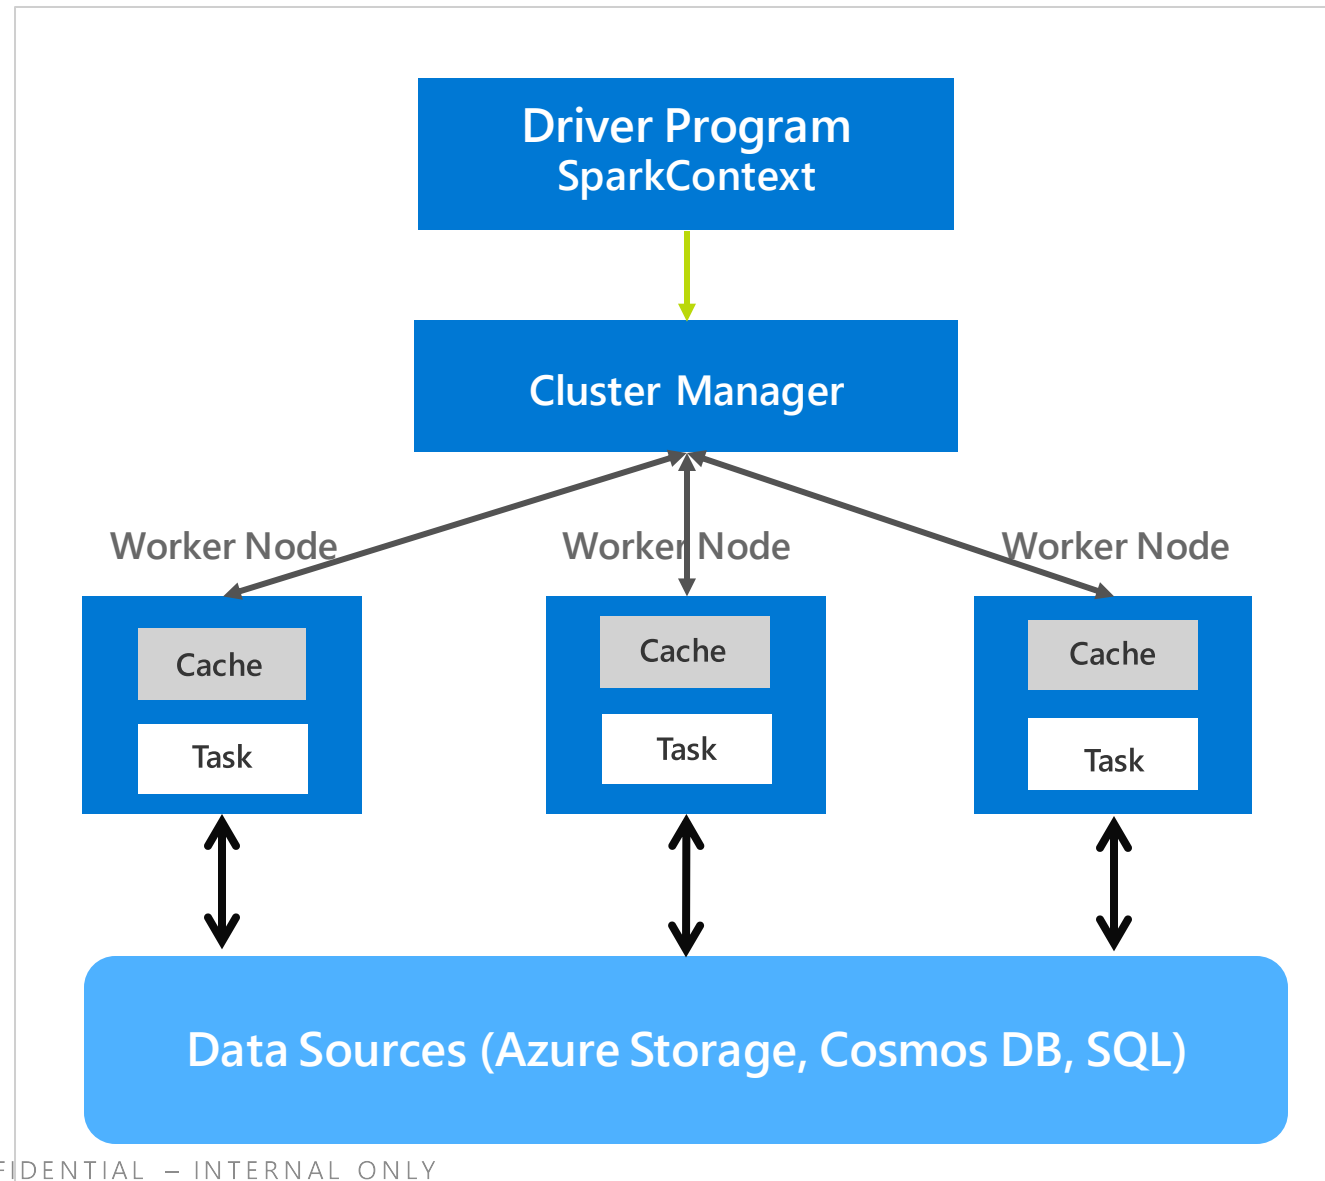 Driver Program
SparkContext
Cluster Manager
Worker Node
Worker Node
Worker Node
Cache
Cache
Cache
Task
Task
Task
Data Sources (Azure Storage, Cosmos DB, SQL)
FIDENTIAL – INTERNAL ONLY